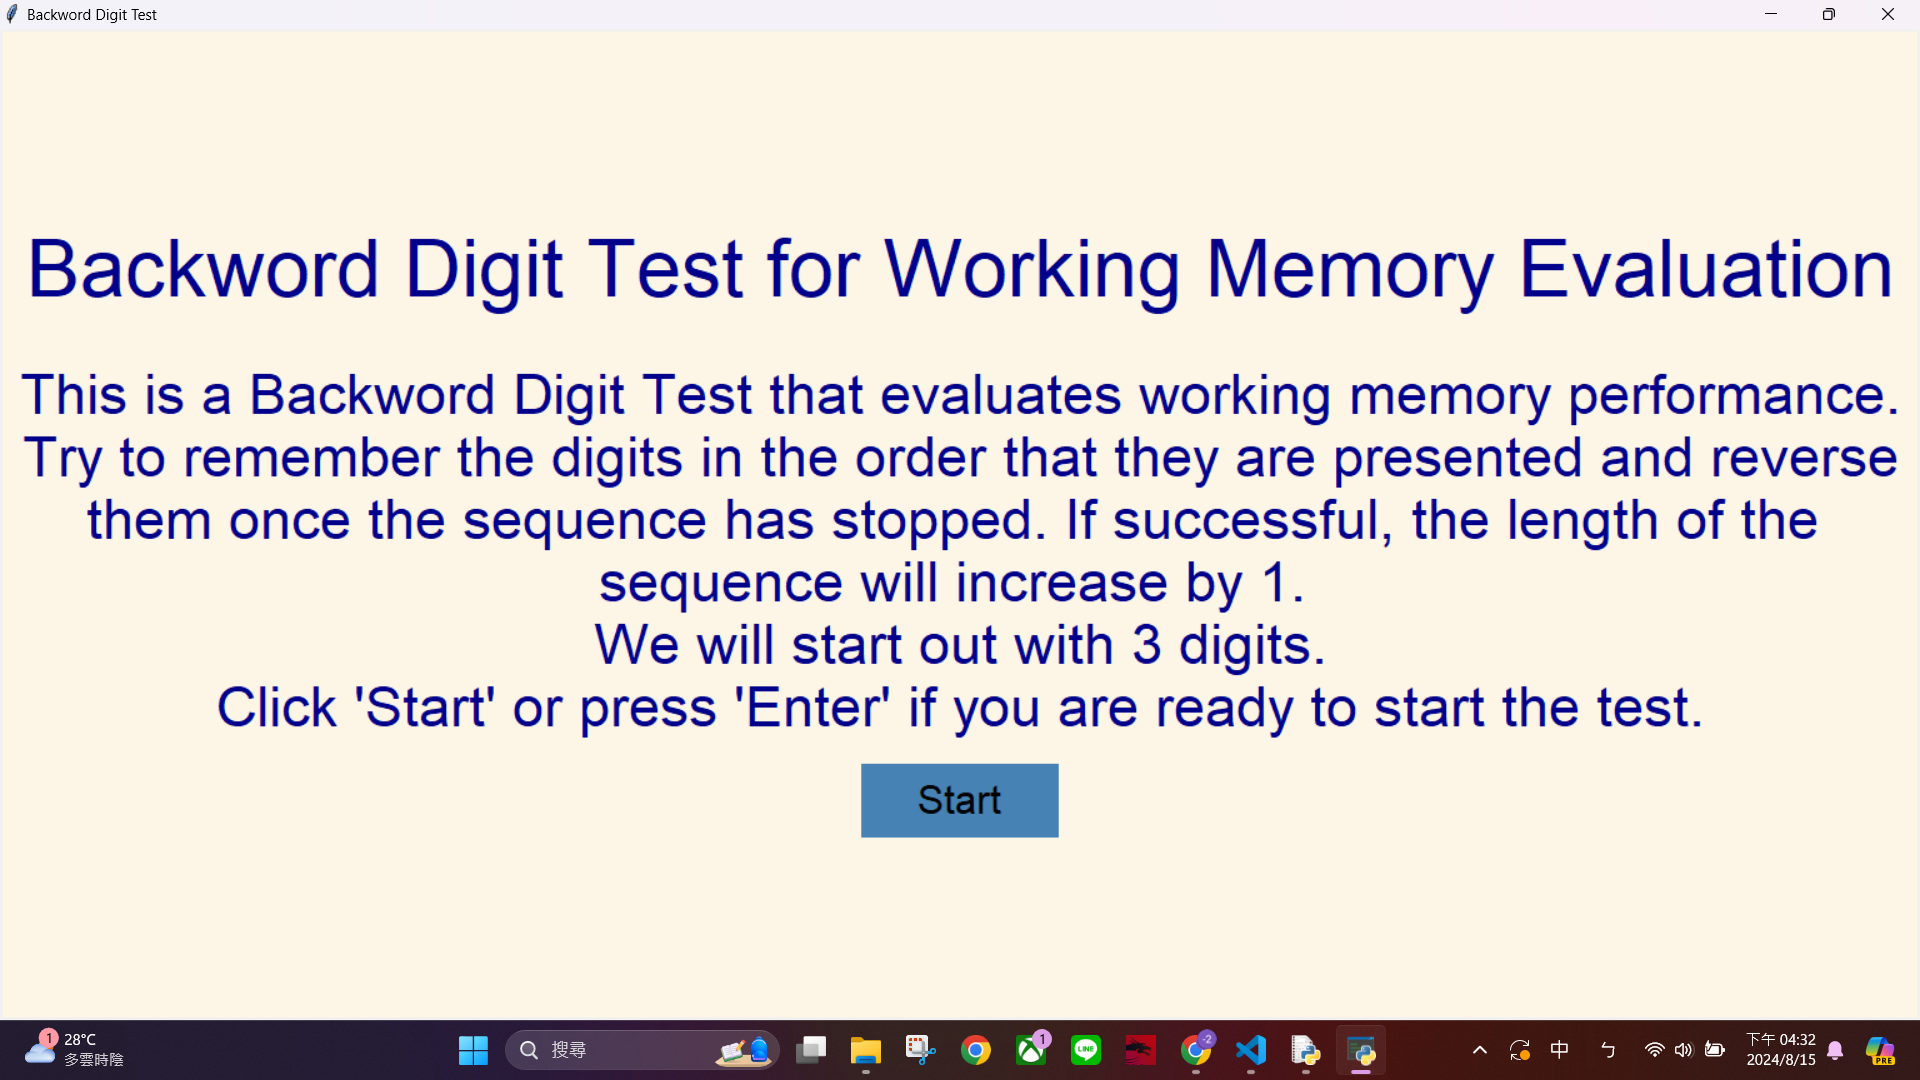 Backword Digit Test
Backword Digit Test for Working Memory Evaluation
This is a Backword Digit Test that evaluates working memory performance.
Try to remember the digits in the order that they are presented and reverse
them once the sequence has stopped. If successful, the length of the
sequence will increase by 1.
We will start out with 3 digits.
Click 'Start' or press 'Enter' if you are ready to start the test.
Start
1
28°C
多雲時陰
搜尋
1
LINE
-2
中
ㄅ
下午 04:32
2024/8/15
PRE